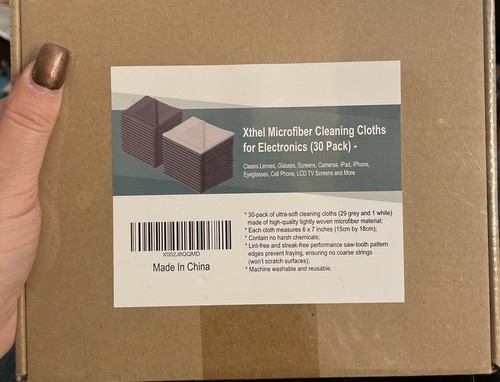 Xthel Microfiber Cleaning Cloths
for Electronics (30 Pack) -
Cleans Lenses, Glasses, Screens, Cameras, iPad, iPhone,
Eyeglasses, Cell Phone, LCD TV Screens and More
* 30-pack of ultra-soft cleaning cloths (29 grey and 1 white)
made of high-quality tightly woven microfiber material;
* Each cloth measures 6 x 7 inches (15cm by 18cm);
* Contain no harsh chemicals;
* Lint-free and streak-free performance saw-tooth pattern
edges prevent fraying, ensuring no coarse strings
(won't scratch surfaces);
* Machine washable and reusable.
X002J8QQMD
Made In China